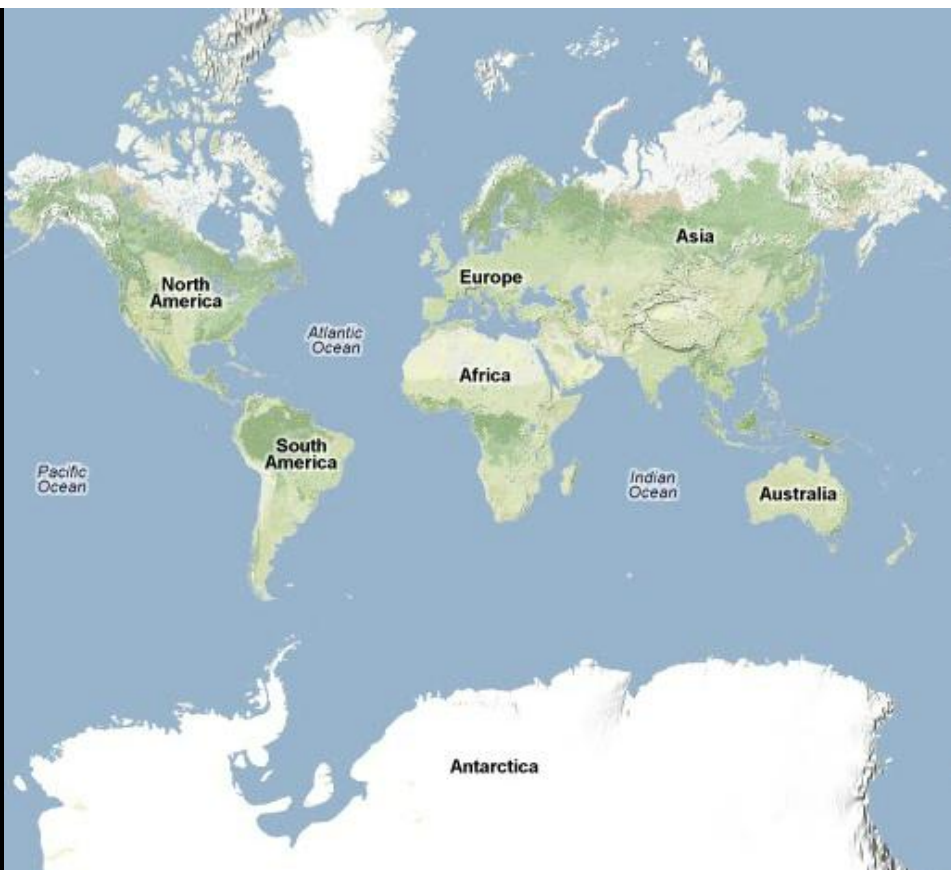 Asia
Europe
North
America
Atlantic
Ocean
Africa
South
America
Pacific
Ocean
Indian
Ocean
Australia
Antarctica